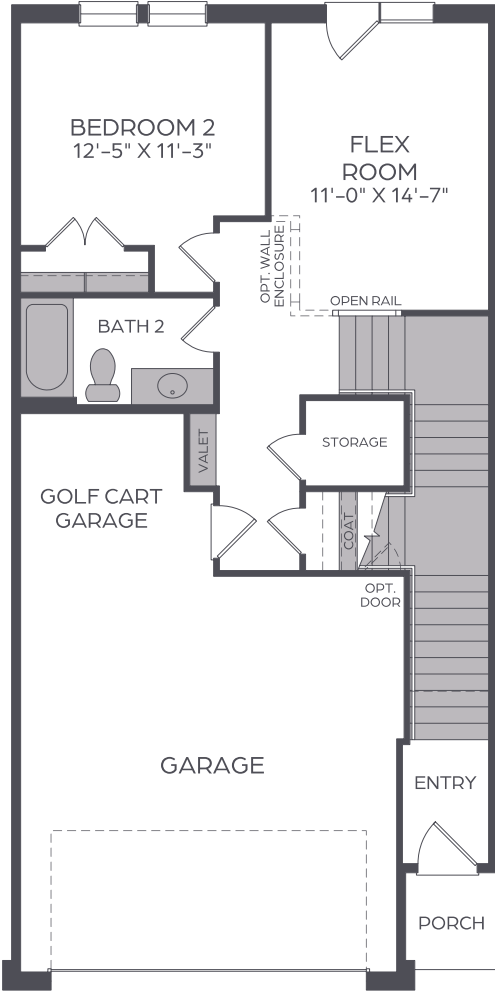 BEDROOM 2
12'-5" X 11'-3"
FLEX
ROOM
11'-0" X 14'-7"
OPT. WALL
ENCLOSURE
OPEN RAIL
BATH 2
VALET
STORAGE
GOLF CART
GARAGE
COAT
OPT.
DOOR
GARAGE
ENTRY
PORCH